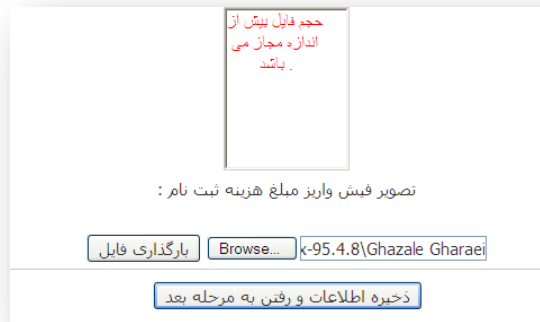 حجم فایل بیش از
اندازه مجاز می
باشد .
تصویر فیش واریز مبلغ هزینه ثبت نام :
بارگذاری فایل Browse... x-95.4.8\Ghazale Gharaei
ذخیره اطلاعات و رفتن به مرحله بعد